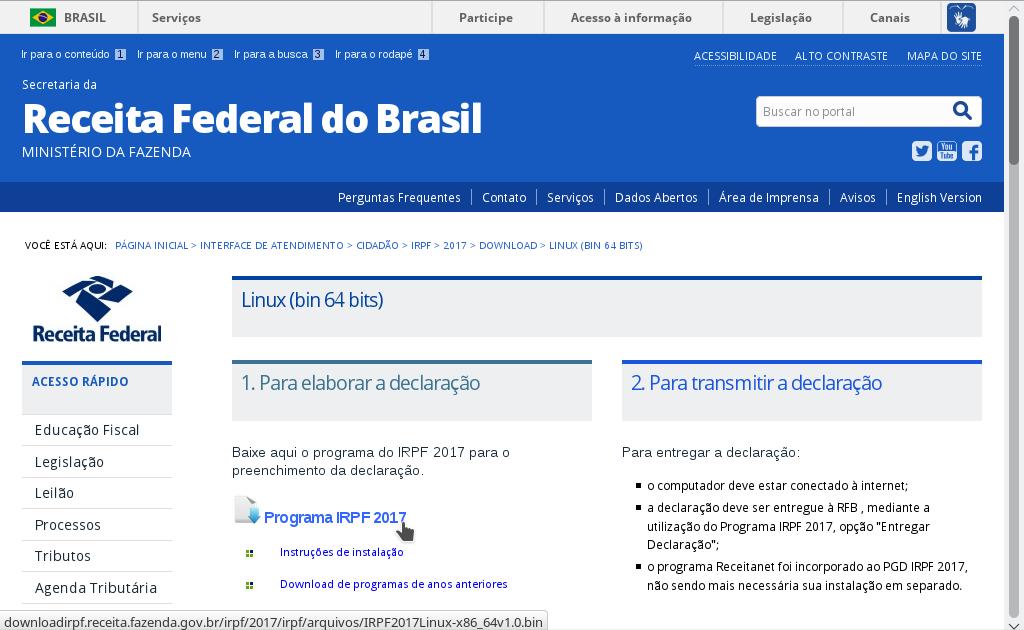 BRASIL
Serviços
Participe
Acesso à informação
Legislação
Canais
Ir para o conteúdo 1
Ir para o menu 2
Ir para a busca 3
Ir para o rodapé 4
ACESSIBILIDADE
ALTO CONTRASTE
MAPA DO SITE
Secretaria da
Receita Federal do Brasil
MINISTÉRIO DA FAZENDA
Buscar no portal
You Tube
Perguntas Frequentes
Contato
Serviços
Dados Abertos
Área de Imprensa
Avisos
English Version
VOCÊ ESTÁ AQUI: PÁGINA INICIAL > INTERFACE DE ATENDIMENTO > CIDADÃO > IRPF > 2017 > DOWNLOAD > LINUX (BIN 64 BITS)
Receita Federal
ACESSO RÁPIDO
Educação Fiscal
Legislação
Leilão
Processos
Tributos
Agenda Tributária
Linux (bin 64 bits)
1. Para elaborar a declaração
Baixe aqui o programa do IRPF 2017 para o
preenchimento da declaração.
Programa IRPF 2017
Instruções de instalação
Download de programas de anos anteriores
2. Para transmitir a declaração
Para entregar a declaração:
o computador deve estar conectado à internet;
a declaração deve ser entregue à RFB , mediante a
utilização do Programa IRPF 2017, opção "Entregar
Declaração";
o programa Receitanet foi incorporado ao PGD IRPF 2017,
não sendo mais necessária sua instalação em separado.
downloadirpf.receita.fazenda.gov.br/irpf/2017/irpf/arquivos/IRPF2017Linux-x86_64v1.0.bin